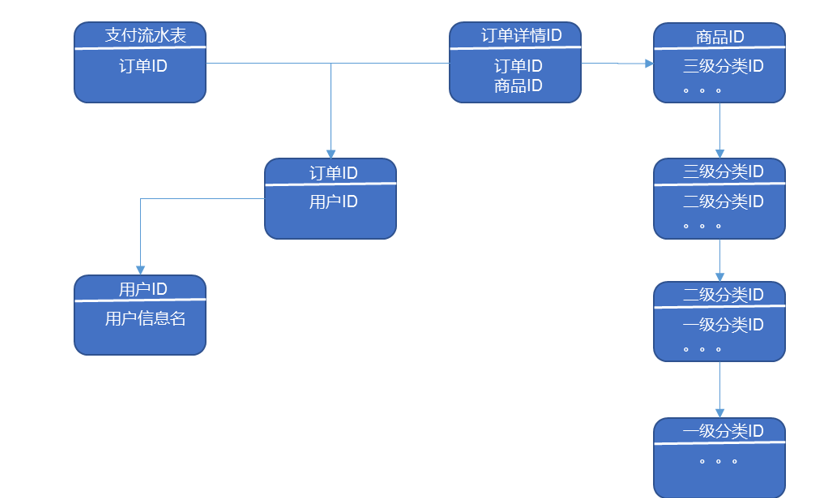 支付流水表
订单ID
订单详情ID
订单ID
商品ID
商品ID
三级分类ID
。。。
订单ID
用户ID
三级分类ID
二级分类ID
。。。
用户ID
用户信息名
二级分类ID
一级分类ID
。。。
一级分类ID
。。。